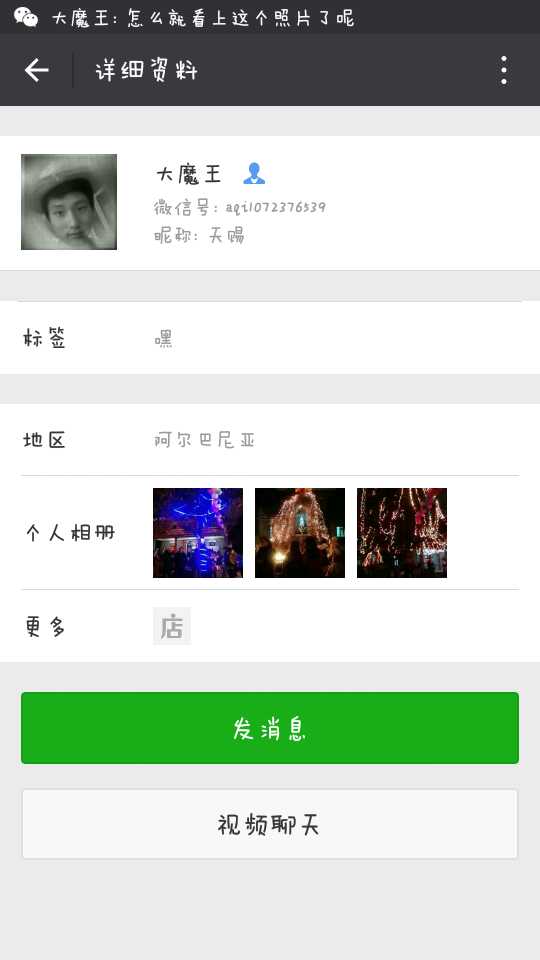 大魔王: 怎么就看上这个照片了呢
详细资料
大魔王
微信号: aqi1072376539
昵称: 天赐
标签 嘿
地区 阿尔巴尼亚
个人相册
更多 店
发消息
视频聊天